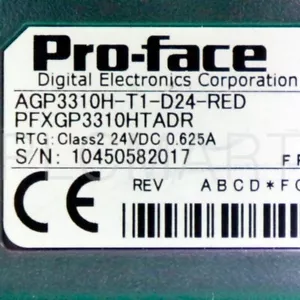 Pro-face
Digital Electronics Corporation
AGP3310H-T1-D24-RED
PFXGP3310HTADR
RTG: Class2 24VDC 0.625A
S/N: 10450582017
CE
REV A B C D * F